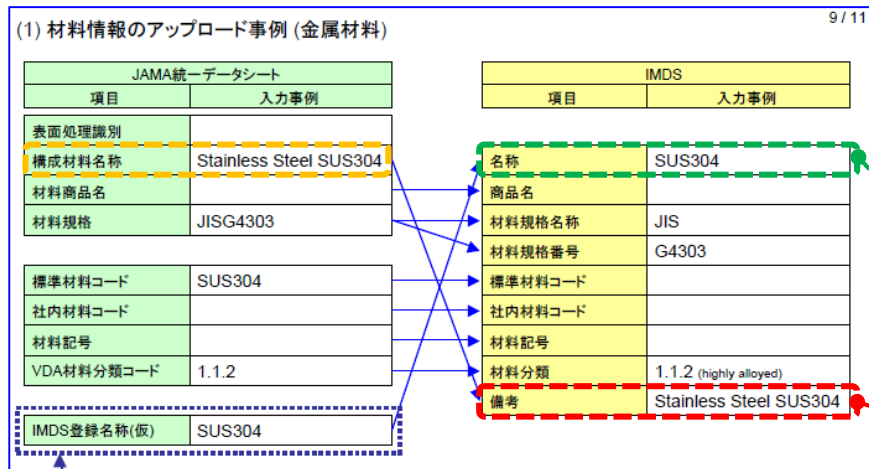 9 / 11
(1) 材料情報のアップロード事例 (金属材料)
JAMA統一データシート
項目 入力事例
表面処理識別
構成材料名称 Stainless Steel SUS304
材料商品名
材料規格 JISG4303
標準材料コード SUS304
社内材料コード
材料記号
VDA材料分類コード 1.1.2
IMDS登録名称(仮) SUS304
IMDS
項目 入力事例
名称 SUS304
商品名
材料規格名称 JIS
材料規格番号 G4303
標準材料コード
社内材料コード
材料記号
材料分類 1.1.2 (highly alloyed)
備考 Stainless Steel SUS304